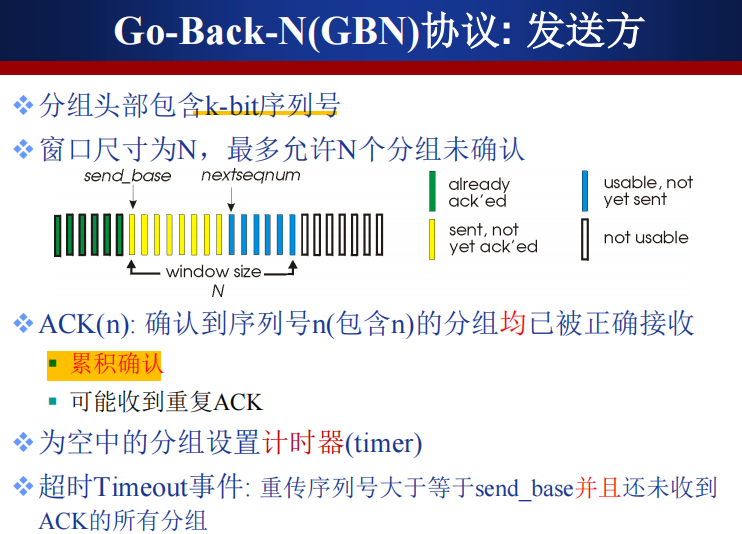 Go-Back-N(GBN)协议: 发送方
分组头部包含k-bit序列号
窗口尺寸为N，最多允许N个分组未确认
send_base nextseqnum
already ack'ed
usable, not yet sent
sent, not yet ack'ed
not usable
window size
N
ACK(n): 确认到序列号n(包含n)的分组均已被正确接收
累积确认
可能收到重复ACK
为空中的分组设置计时器(timer)
超时Timeout事件: 重传序列号大于等于send_base并且还未收到
ACK的所有分组